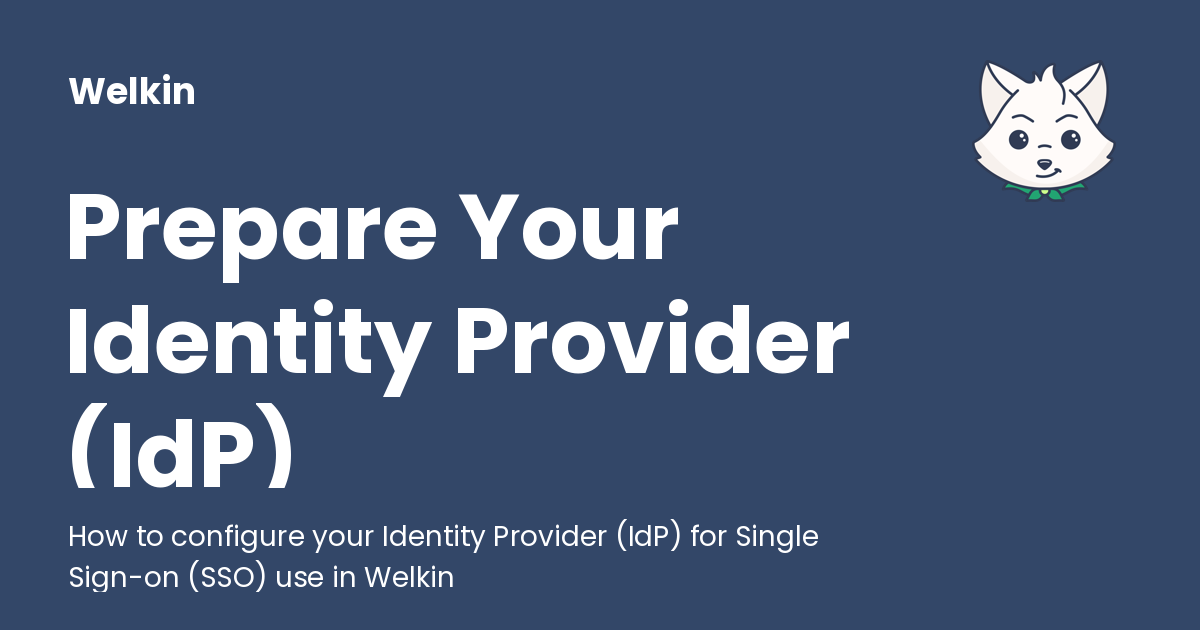 Welkin
Prepare Your
Identity Provider
(IdP)
How to configure your Identity Provider (IdP) for Single
Sign-on (SSO) use in Welkin